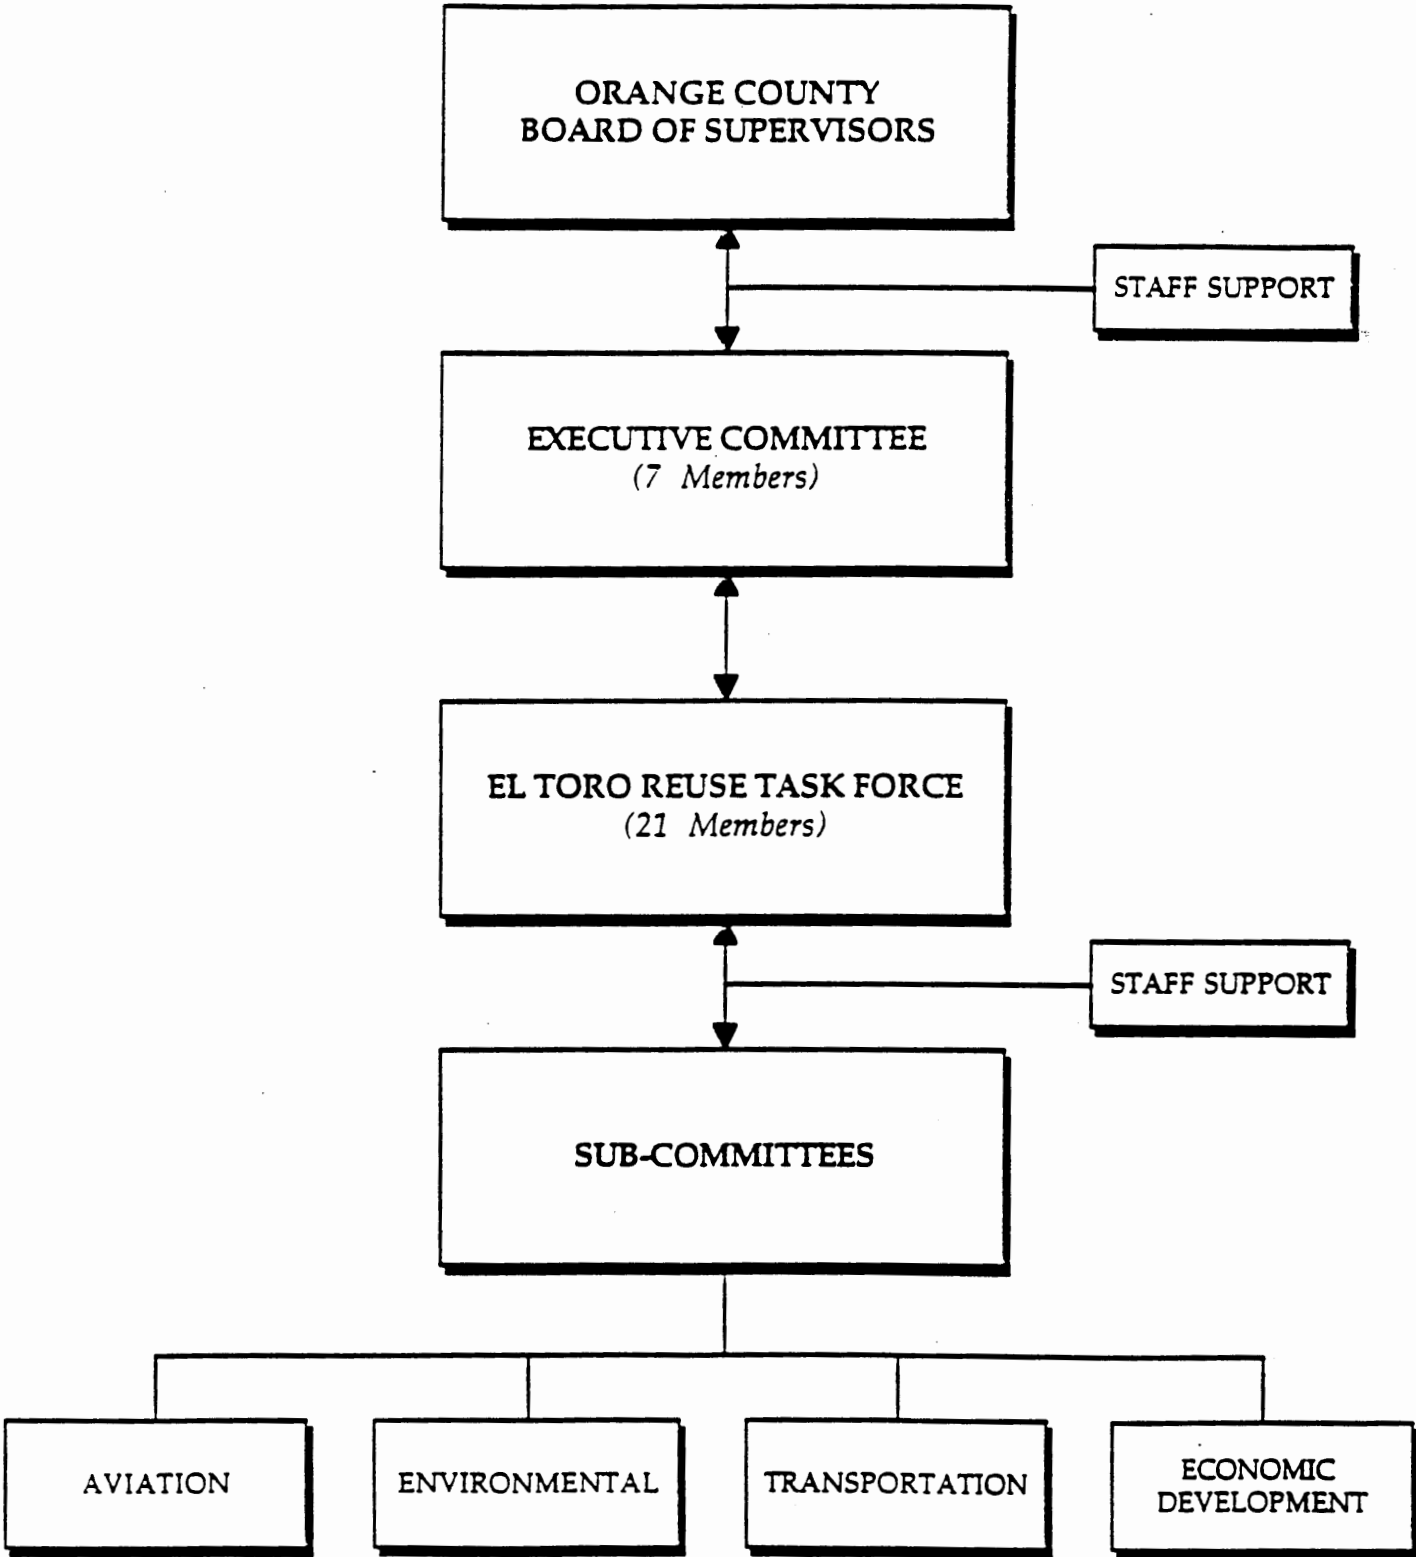 ORANGE COUNTY
BOARD OF SUPERVISORS
STAFF SUPPORT
EXECUTIVE COMMITTEE
(7 Members)
EL TORO REUSE TASK FORCE
(21 Members)
STAFF SUPPORT
SUB-COMMITTEES
AVIATION
ENVIRONMENTAL
TRANSPORTATION
ECONOMIC
DEVELOPMENT